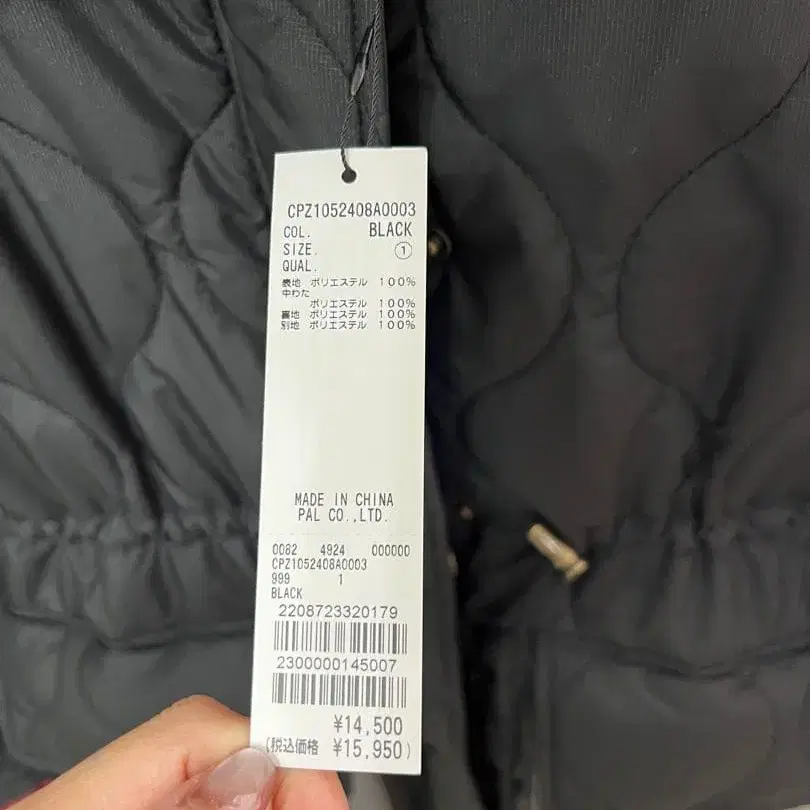 CPZ1052408A0003
COL. BLACK
SIZE. ①
QUAL.
表地 ポリエステル 100%
中わた
ポリエステル 100%
裏地 ポリエステル 100%
別地 ポリエステル 100%
MADE IN CHINA
PAL CO.,LTD.
0082 4924 000000
CPZ1052408A0003
999 1
BLACK
2208723320179
2300000145007
¥14,500
(税込価格 ¥15,950)